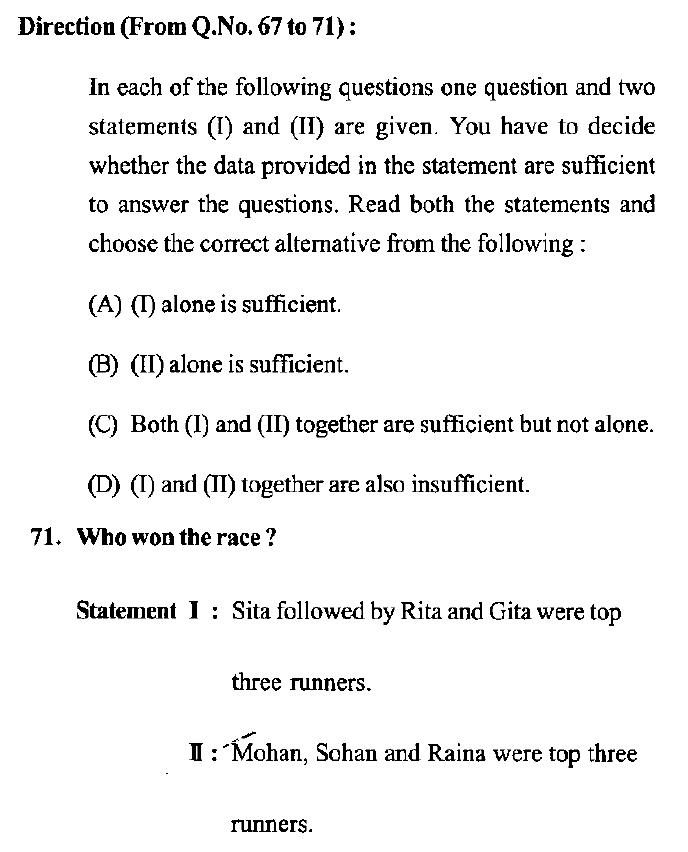 Direction (From Q.No. 67 to 71) :
In each of the following questions one question and two
statements (I) and (II) are given. You have to decide
whether the data provided in the statement are sufficient
to answer the questions. Read both the statements and
choose the correct alternative from the following :
(A) (I) alone is sufficient.
(B) (II) alone is sufficient.
(C) Both (I) and (II) together are sufficient but not alone.
(D) (I) and (II) together are also insufficient.
71. Who won the race ?
Statement I : Sita followed by Rita and Gita were top
three runners.
II : Mohan, Sohan and Raina were top three
runners.